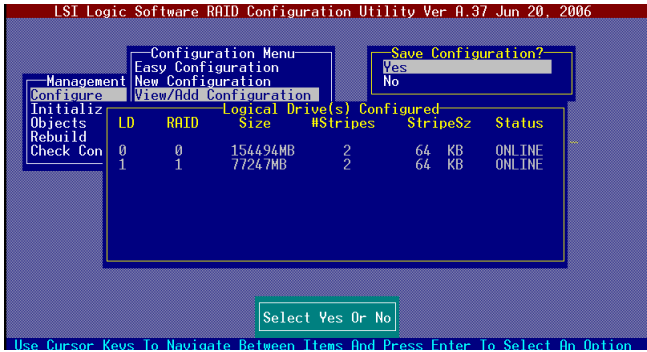 LSI Logic Software RAID Configuration Utility Ver A.37 Jun 20, 2006
Configuration Menu
Easy Configuration
New Configuration
View/Add Configuration
Save Configuration?
Yes
No
Management
Configure
Initializ
Objects
Rebuild
Check Con
Logical Drive(s) Configured
LD RAID Size #Stripes StripeSz Status
0 0 154494MB 2 64 KB ONLINE
1 1 77247MB 2 64 KB ONLINE
Select Yes Or No
Use Cursor Keys To Navigate Between Items And Press Enter To Select An Option